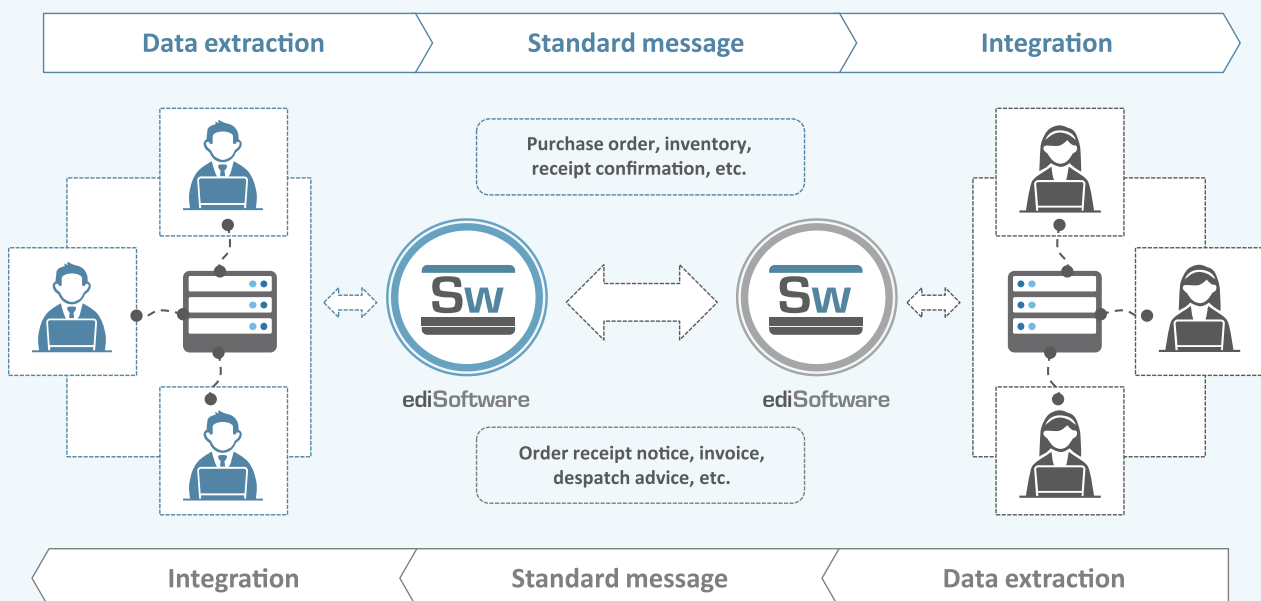 Data extraction
Standard message
Integration
Purchase order, inventory,
receipt confirmation, etc.
Sw
Sw
ediSoftware
ediSoftware
Order receipt notice, invoice,
despatch advice, etc.
Integration
Standard message
Data extraction